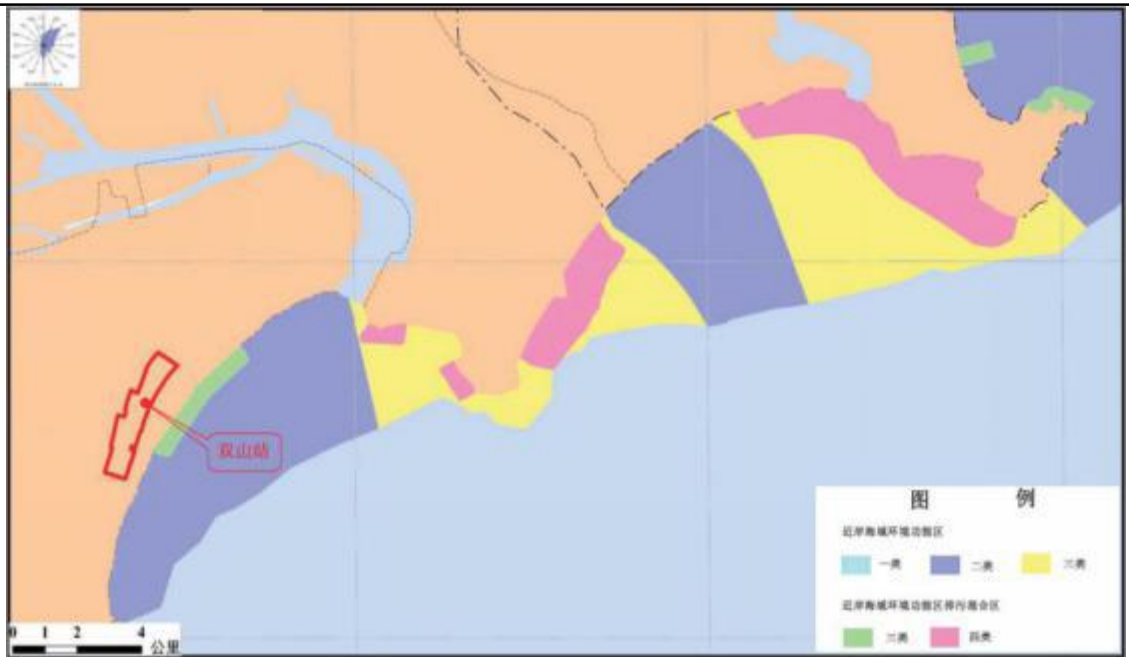 双山站
图 例
近岸海域环境功能区
一类 二类 三类
近岸海域环境功能区排污混合区
三类 四类
0 1 2 4
公里